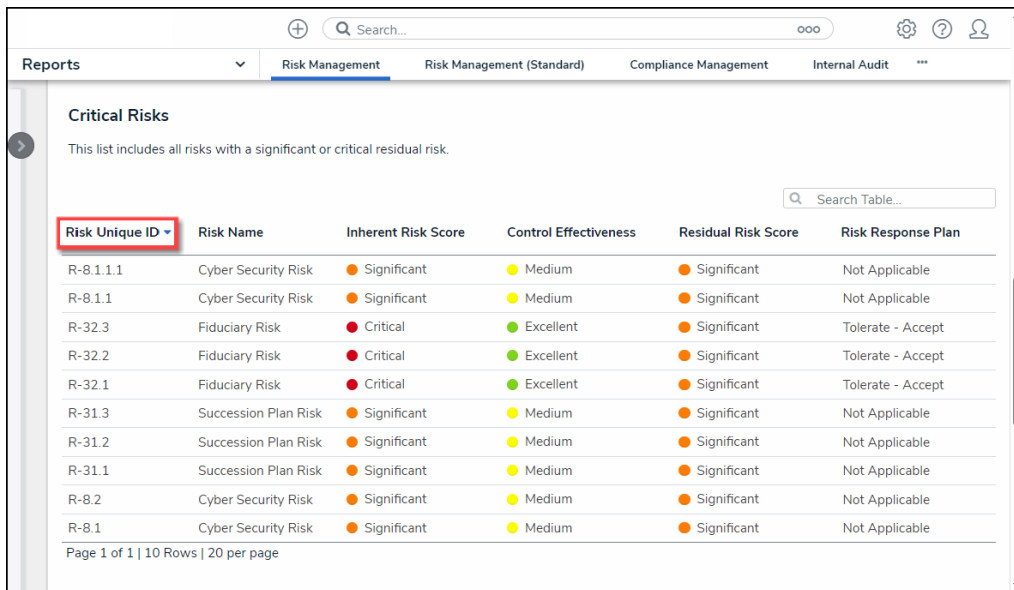 Search... ooo
Reports Risk Management Risk Management (Standard) Compliance Management Internal Audit ...
Critical Risks
This list includes all risks with a significant or critical residual risk.
Search Table...
Risk Unique ID Risk Name Inherent Risk Score Control Effectiveness Residual Risk Score Risk Response Plan
R-8.1.1.1 Cyber Security Risk Significant Medium Significant Not Applicable
R-8.1.1 Cyber Security Risk Significant Medium Significant Not Applicable
R-32.3 Fiduciary Risk Critical Excellent Significant Tolerate - Accept
R-32.2 Fiduciary Risk Critical Excellent Significant Tolerate - Accept
R-32.1 Fiduciary Risk Critical Excellent Significant Tolerate - Accept
R-31.3 Succession Plan Risk Significant Medium Significant Not Applicable
R-31.2 Succession Plan Risk Significant Medium Significant Not Applicable
R-31.1 Succession Plan Risk Significant Medium Significant Not Applicable
R-8.2 Cyber Security Risk Significant Medium Significant Not Applicable
R-8.1 Cyber Security Risk Significant Medium Significant Not Applicable
Page 1 of 1 | 10 Rows | 20 per page